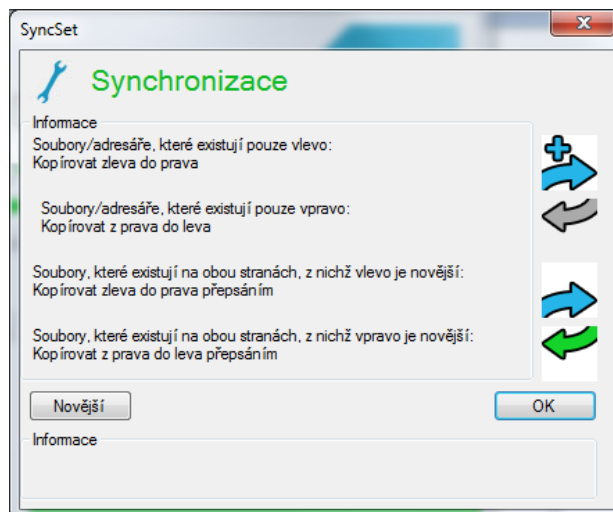 SyncSet
Synchronizace
Informace
Soubory/adresáře, které existují pouze vlevo:
Kopírovat zleva do prava
Soubory/adresáře, které existují pouze vpravo:
Kopírovat z prava do leva
Soubory, které existují na obou stranách, z nichž vlevo je novější:
Kopírovat zleva do prava přepsáním
Soubory, které existují na obou stranách, z nichž vpravo je novější:
Kopírovat z prava do leva přepsáním
Novější
OK
Informace